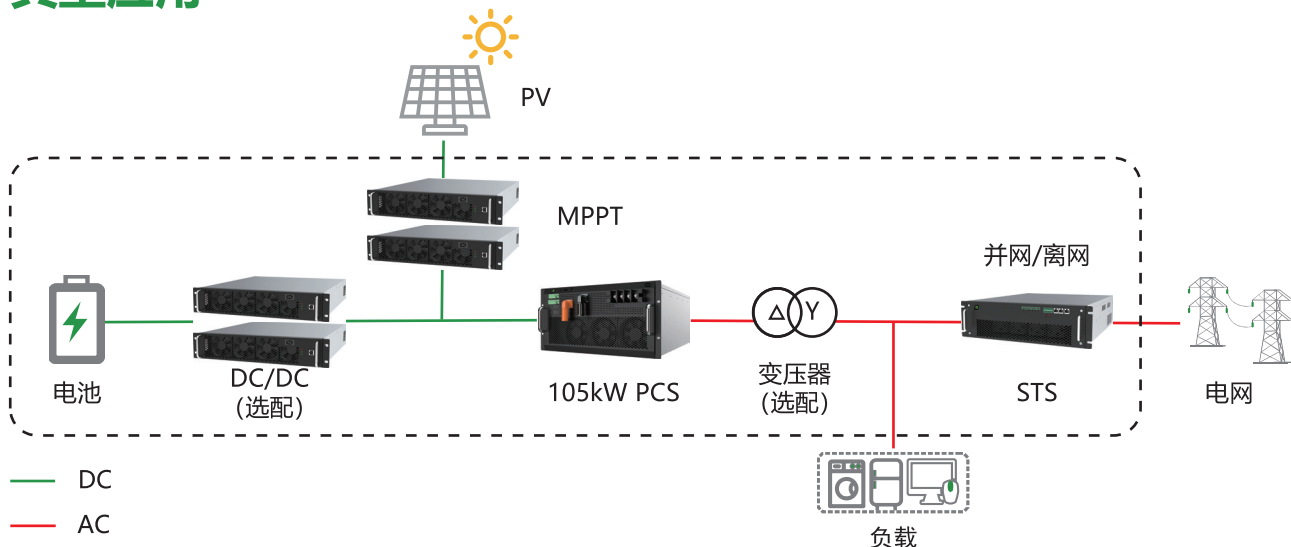 PV
MPPT
并网/离网
电池
DC/DC
(选配)
105kW PCS
变压器
(选配)
STS
电网
DC
AC
负载